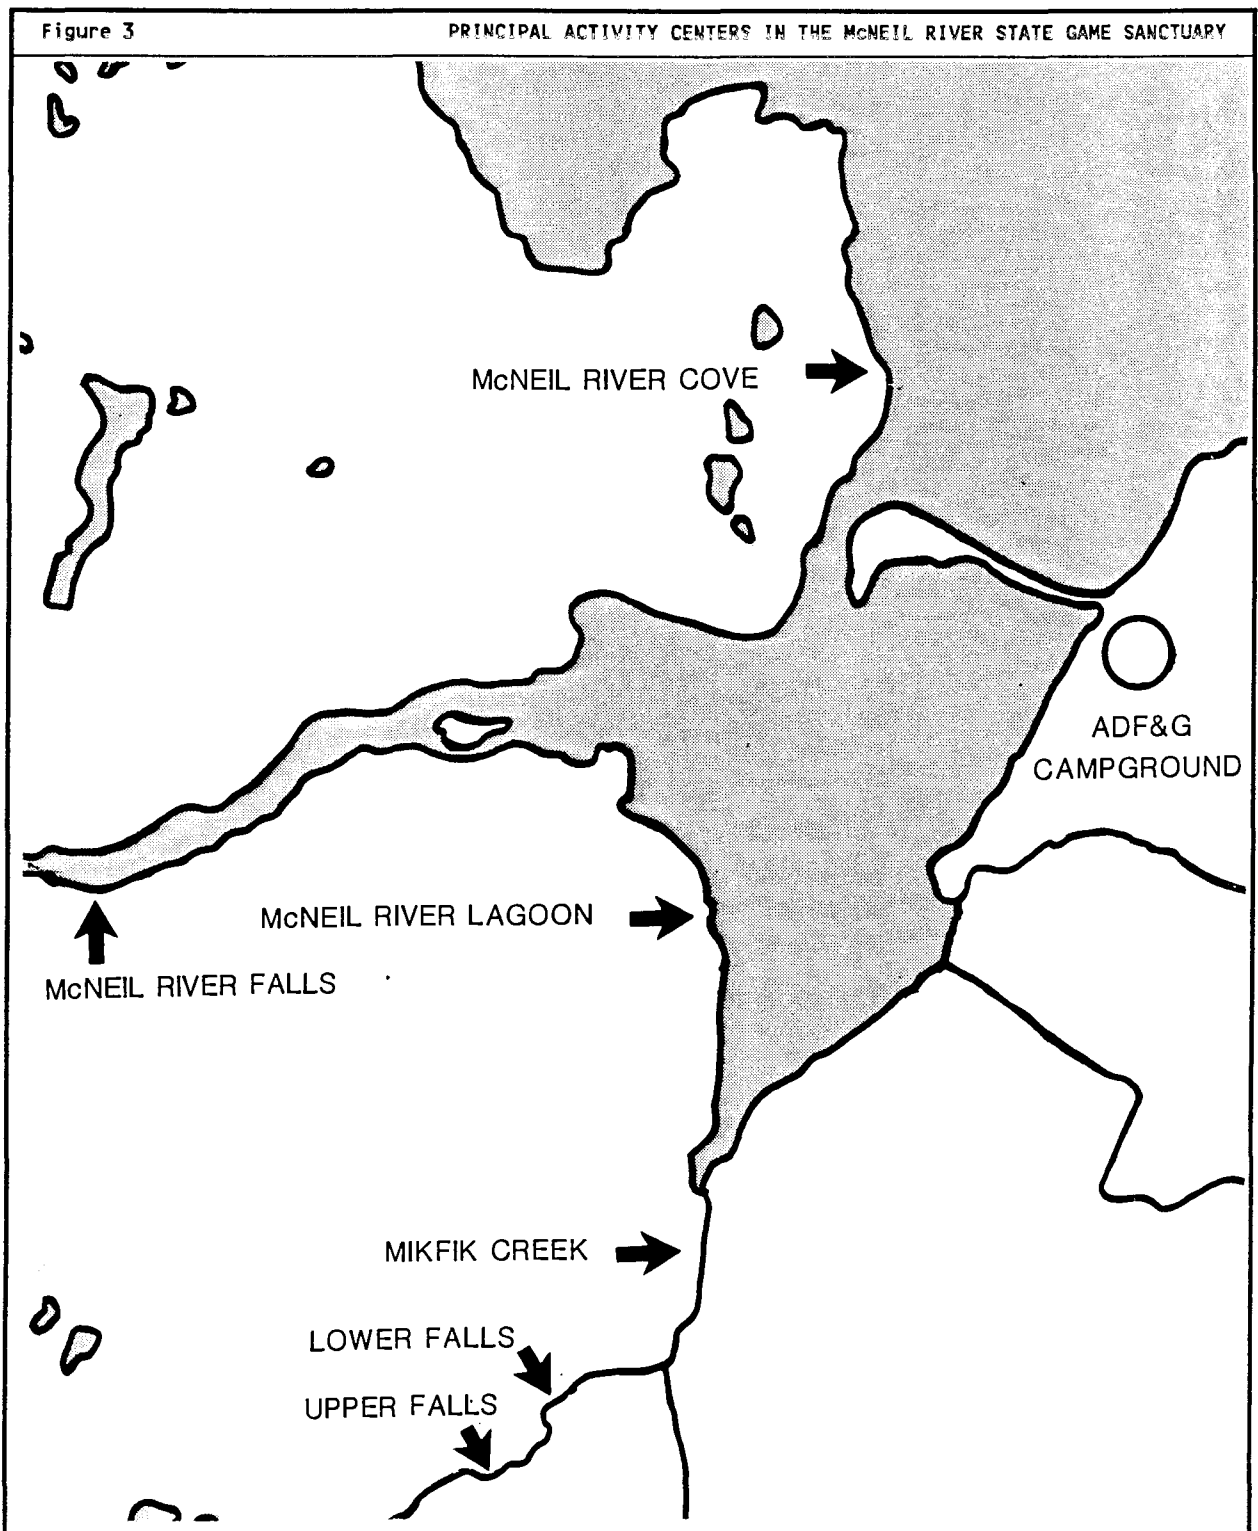 Figure 3
PRINCIPAL ACTIVITY CENTERS IN THE McNEIL RIVER STATE GAME SANCTUARY
McNEIL RIVER COVE
ADF&G
CAMPGROUND
McNEIL RIVER LAGOON
McNEIL RIVER FALLS
MIKFIK CREEK
LOWER FALLS
UPPER FALLS